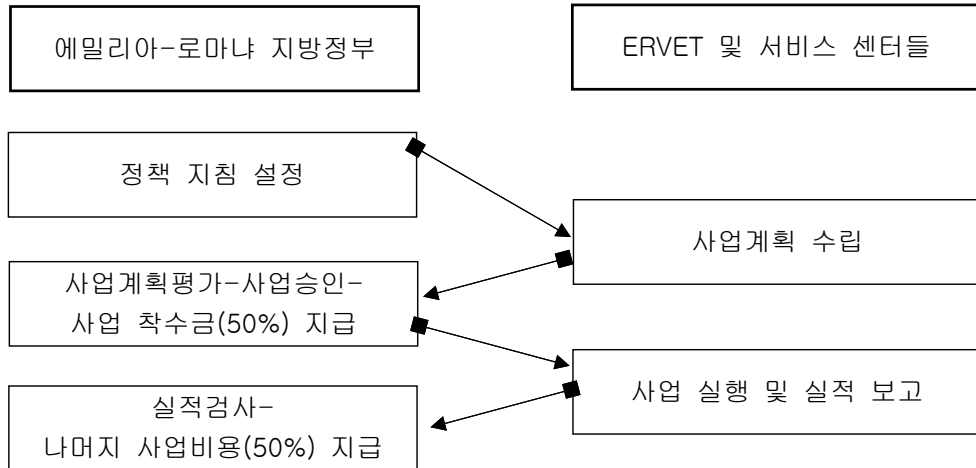 에밀리아-로마냐 지방정부
ERVET 및 서비스 센터들
정책 지침 설정
사업계획 수립
사업계획평가-사업승인-
사업 착수금(50%) 지급
사업 실행 및 실적 보고
실적검사-
나머지 사업비용(50%) 지급